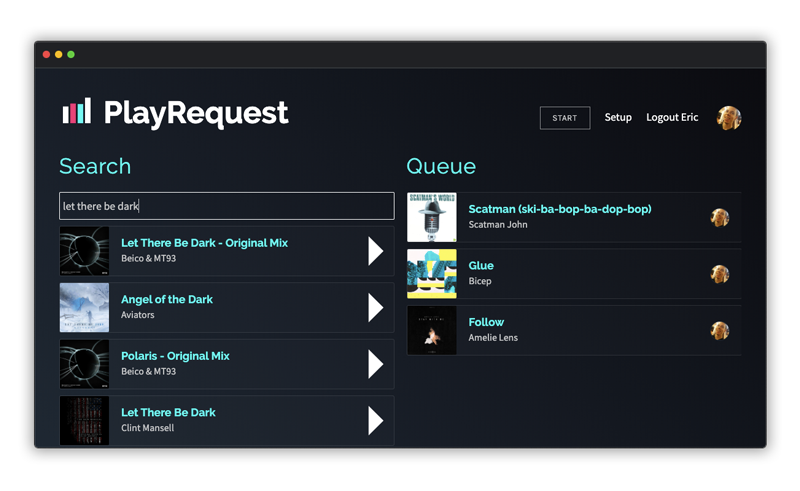 PlayRequest
START
Setup
Logout Eric
Search
let there be dark
Let There Be Dark - Original Mix
Beico & MT93
Angel of the Dark
Aviators
Polaris - Original Mix
Beico & MT93
Let There Be Dark
Clint Mansell
Queue
SCATMAN'S WORLD
Scatman (ski-ba-bop-ba-dop-bop)
Scatman John
Glue
Bicep
Follow
Amelie Lens